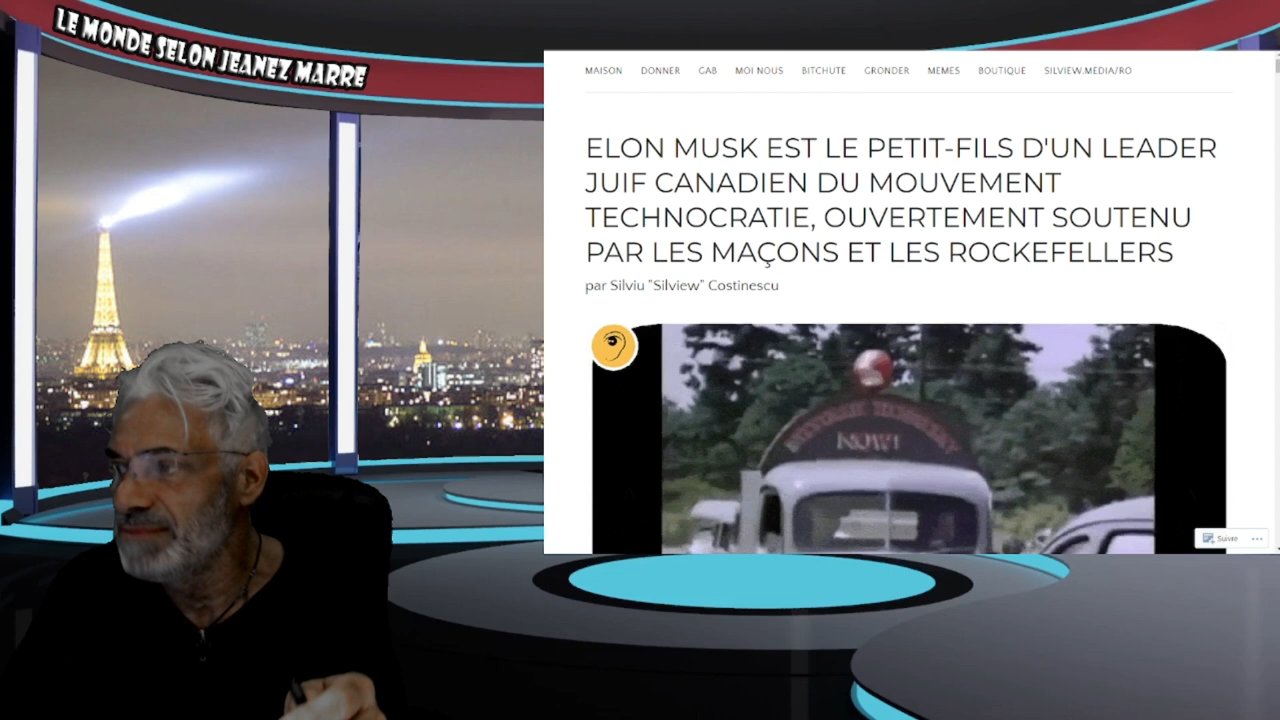 LE MONDE SELON JEANEZ MARRE
MAISON DONNER GAB MOI NOUS BITCHUTE GRONDER MEMES BOUTIQUE SILVIEW.MEDIA/RO
ELON MUSK EST LE PETIT-FILS D'UN LEADER
JUIF CANADIEN DU MOUVEMENT
TECHNOCRATIE, OUVERTEMENT SOUTENU
PAR LES MAÇONS ET LES ROCKEFELLERS
par Silviu "Silview" Costinescu
NOW!
Suivre